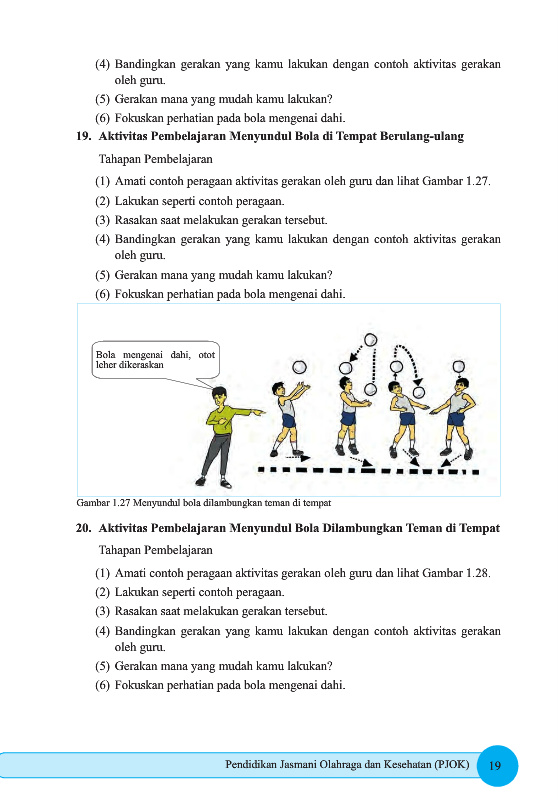 (4) Bandingkan gerakan yang kamu lakukan dengan contoh aktivitas gerakan
oleh guru.
(5) Gerakan mana yang mudah kamu lakukan?
(6) Fokuskan perhatian pada bola mengenai dahi.
19. Aktivitas Pembelajaran Menyundul Bola di Tempat Berulang-ulang
Tahapan Pembelajaran
(1) Amati contoh peragaan aktivitas gerakan oleh guru dan lihat Gambar 1.27.
(2) Lakukan seperti contoh peragaan.
(3) Rasakan saat melakukan gerakan tersebut.
(4) Bandingkan gerakan yang kamu lakukan dengan contoh aktivitas gerakan
oleh guru.
(5) Gerakan mana yang mudah kamu lakukan?
(6) Fokuskan perhatian pada bola mengenai dahi.
Bola mengenai dahi, otot
leher dikeraskan
Gambar 1.27 Menyundul bola dilambungkan teman di tempat
20. Aktivitas Pembelajaran Menyundul Bola Dilambungkan Teman di Tempat
Tahapan Pembelajaran
(1) Amati contoh peragaan aktivitas gerakan oleh guru dan lihat Gambar 1.28.
(2) Lakukan seperti contoh peragaan.
(3) Rasakan saat melakukan gerakan tersebut.
(4) Bandingkan gerakan yang kamu lakukan dengan contoh aktivitas gerakan
oleh guru.
(5) Gerakan mana yang mudah kamu lakukan?
(6) Fokuskan perhatian pada bola mengenai dahi.
Pendidikan Jasmani Olahraga dan Kesehatan (PJOK) 19